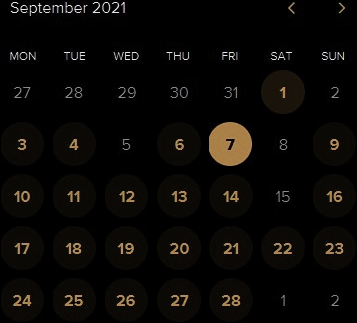 September 2021
MON TUE WED THU FRI SAT SUN
27 28 29 30 31 1 2
3 4 5 6 7 8 9
10 11 12 13 14 15 16
17 18 19 20 21 22 23
24 25 26 27 28 1 2